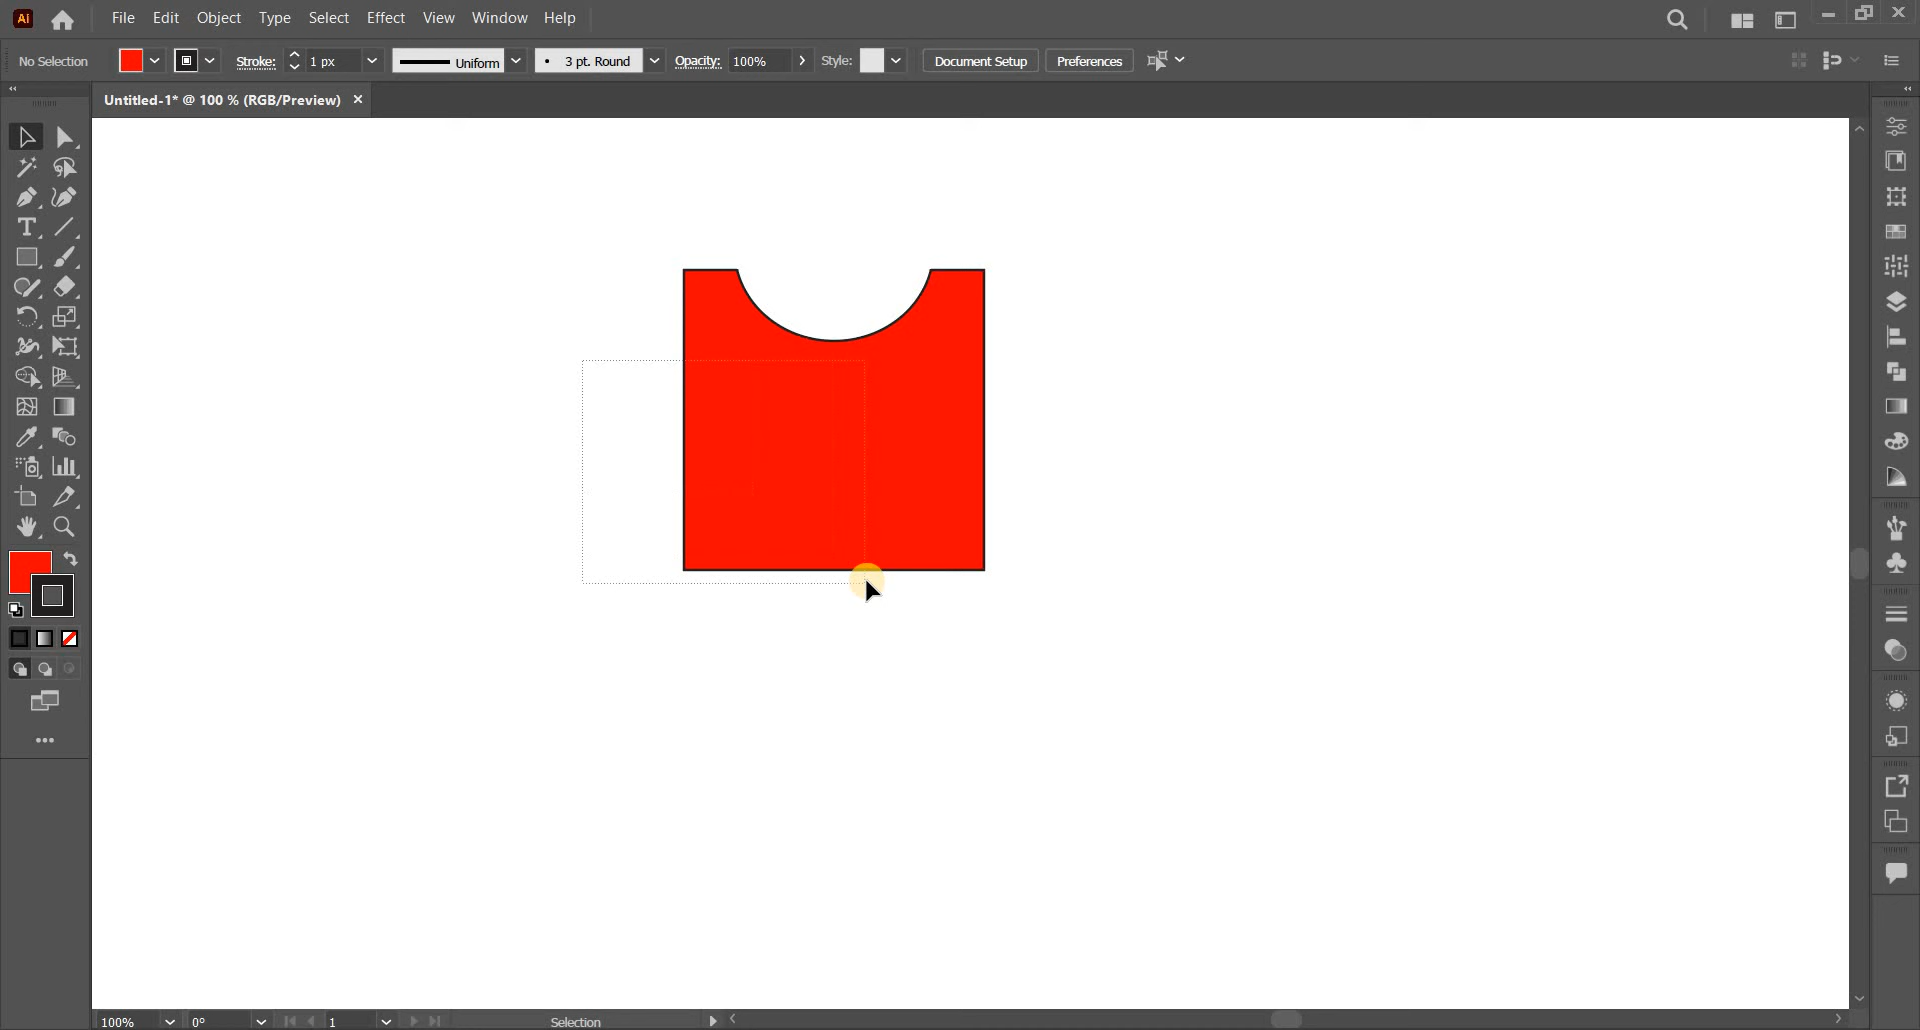 Ai File Edit Object Type Select Effect View Window Help
No Selection Stroke: 1 px Uniform 3 pt. Round Opacity: 100% Style: Document Setup Preferences
Untitled-1* @ 100 % (RGB/Preview)
100% 0° 1 Selection